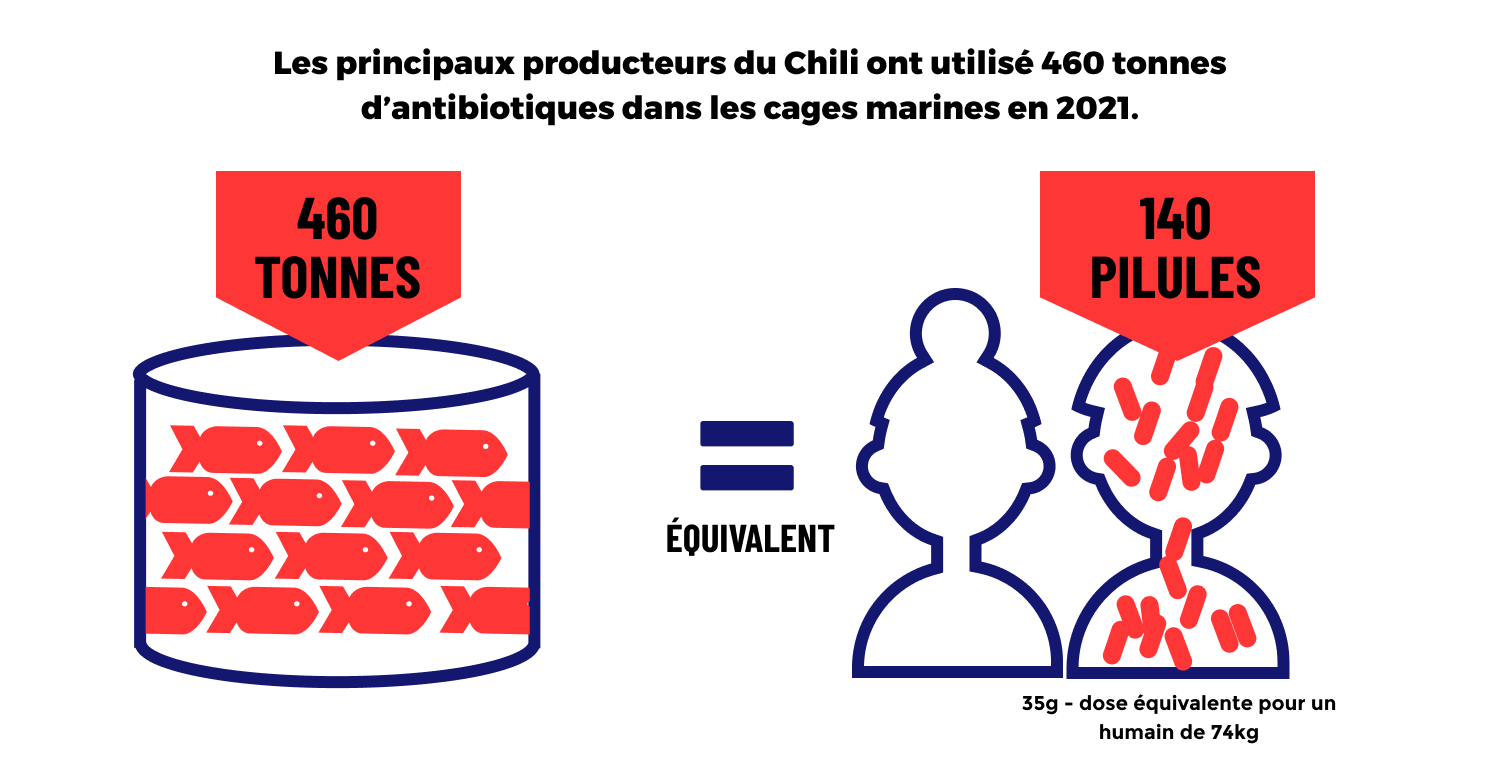 Les principaux producteurs du Chili ont utilisé 460 tonnes
d’antibiotiques dans les cages marines en 2021.
460
TONNES
140
PILULES
ÉQUIVALENT
35g - dose équivalente pour un
humain de 74kg